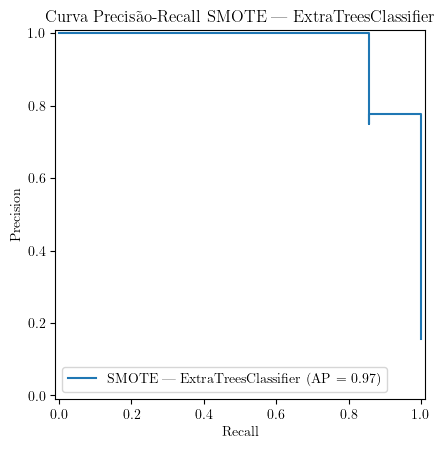 Curva Precisão-Recall SMOTE — ExtraTreesClassifier
1.0
0.8
0.6
0.4
0.2
0.0
Precision
SMOTE — ExtraTreesClassifier (AP = 0.97)
0.0 0.2 0.4 0.6 0.8 1.0
Recall